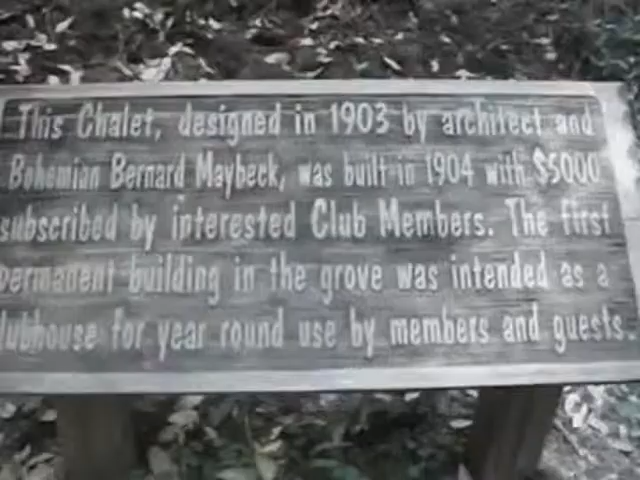 This Chalet, designed in 1903 by architect and
Bohemian Bernard Maybeck, was built in 1904 with $5000
subscribed by interested Club Members. The first
permanent building in the grove was intended as a
lubhouse for year round use by members and guests.